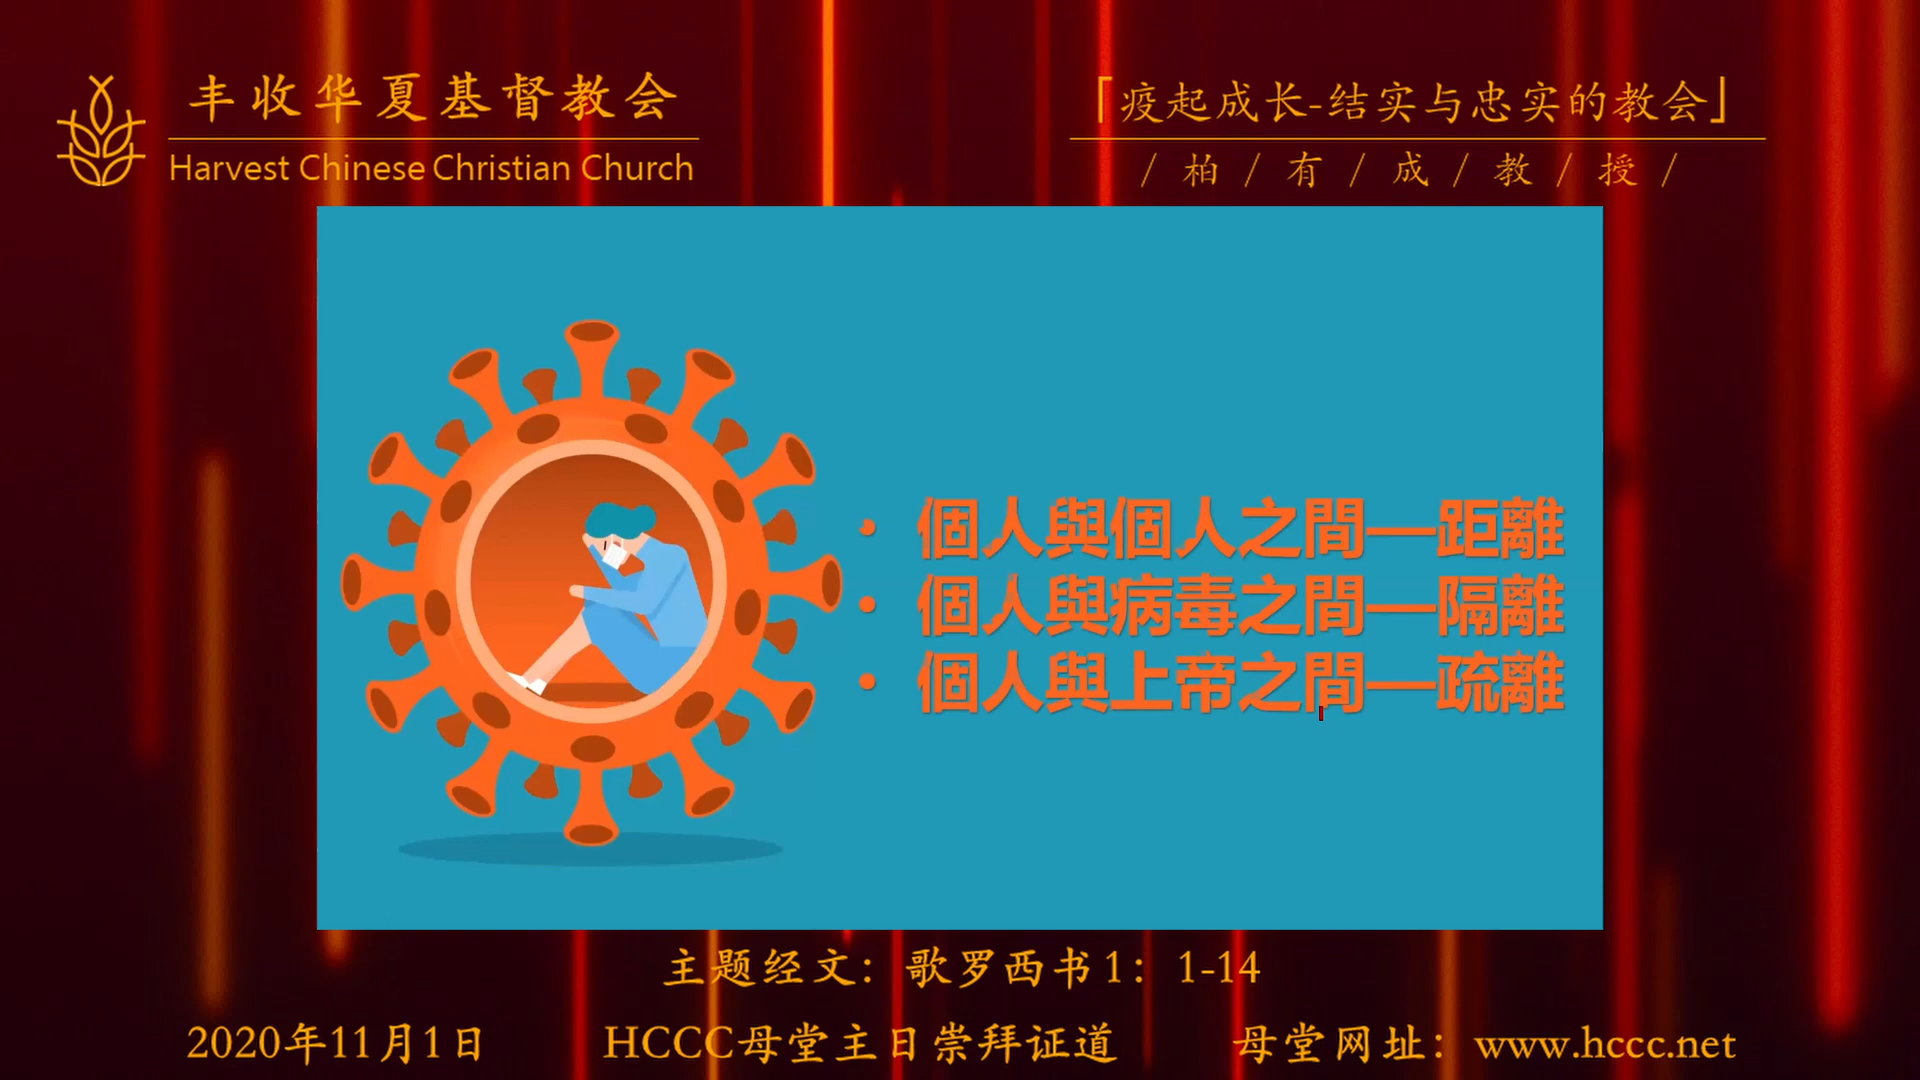 丰收华夏基督教会
Harvest Chinese Christian Church
「疫起成长-结实与忠实的教会」
/ 柏 / 有 / 成 / 教 / 授 /
• 個人與個人之間—距離
• 個人與病毒之間—隔離
• 個人與上帝之間—疏離
主题经文：歌罗西书1：1-14
2020年11月1日 HCCC母堂主日崇拜证道 母堂网址：www.hccc.net